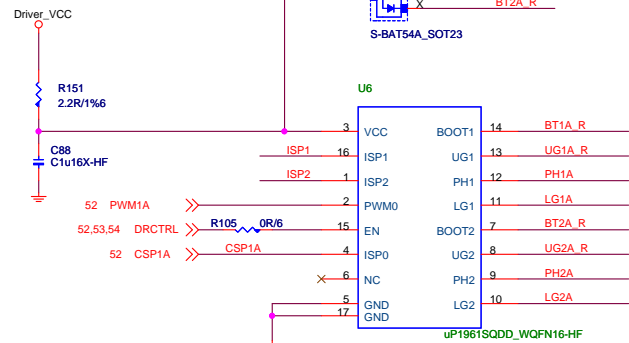 BT2A_R
X
Driver_VCC
S-BAT54A_SOT23
R151
2.2R/1%6
U6
C88
C1u16X-HF
3 VCC BOOT1 14 BT1A_R
ISP1 16 ISP1 UG1 13 UG1A_R
ISP2 1 ISP2 PH1 12 PH1A
52 PWM1A 2 PWM0 LG1 11 LG1A
52,53,54 DRCTRL R105 0R/6 15 EN BOOT2 7 BT2A_R
52 CSP1A CSP1A 4 ISP0 UG2 8 UG2A_R
6 NC PH2 9 PH2A
5 GND LG2 10 LG2A
17 GND
uP1961SQDD_WQFN16-HF